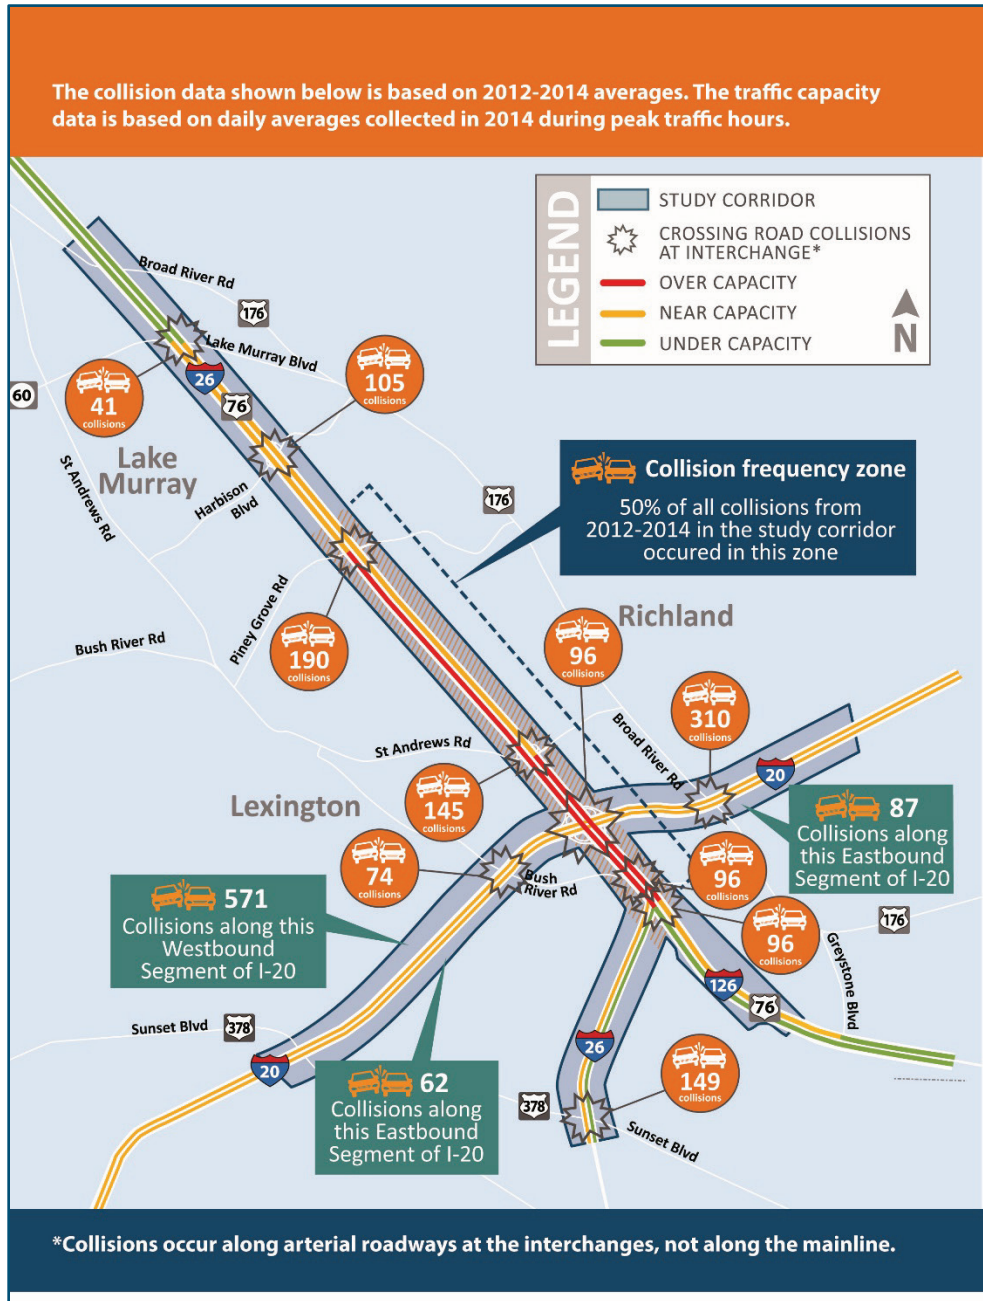 The collision data shown below is based on 2012-2014 averages. The traffic capacity
data is based on daily averages collected in 2014 during peak traffic hours.
LEGEND
STUDY CORRIDOR
CROSSING ROAD COLLISIONS
AT INTERCHANGE*
OVER CAPACITY
NEAR CAPACITY
UNDER CAPACITY
N
Broad River Rd
176
Lake Murray Blvd
60
26
76
41
collisions
105
collisions
Lake
Murray
St Andrews Rd
Harbison
Blvd
176
Collision frequency zone
50% of all collisions from
2012-2014 in the study corridor
occured in this zone
Piney Grove Rd
Bush River Rd
190
collisions
Richland
96
collisions
310
collisions
Broad River Rd
20
St Andrews Rd
Lexington
145
collisions
74
collisions
Bush
River Rd
96
collisions
96
collisions
87
Collisions along
this Eastbound
Segment of I-20
176
Greystone Blvd
571
Collisions along this
Westbound
Segment of I-20
126
76
Sunset Blvd
378
20
26
62
Collisions along
this Eastbound
Segment of I-20
149
collisions
378
Sunset Blvd
*Collisions occur along arterial roadways at the interchanges, not along the mainline.